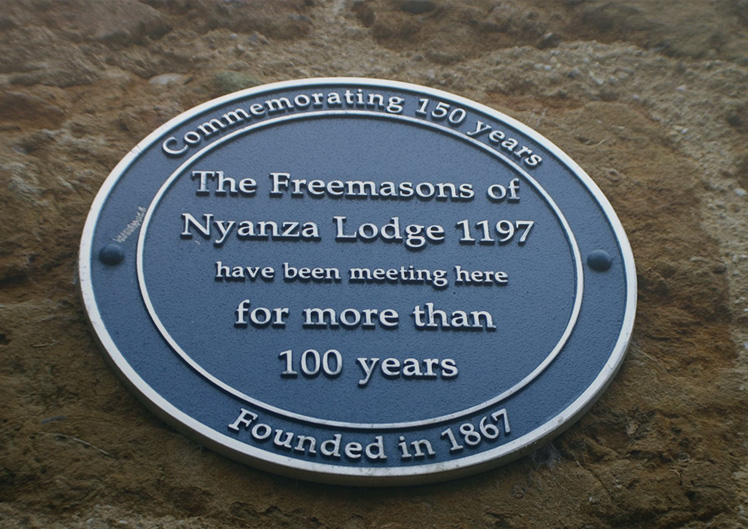 Commemorating 150 years
The Freemasons of
Nyanza Lodge 1197
have been meeting here
for more than
100 years
Founded in 1867